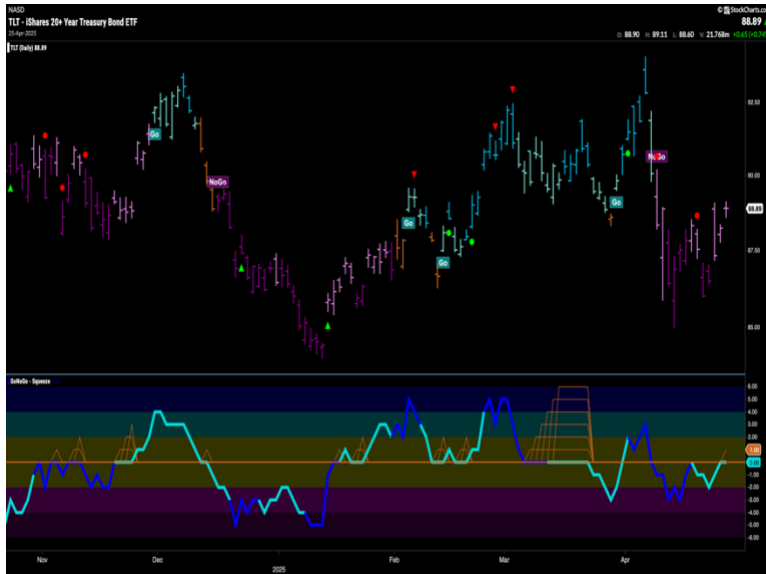 NASD
© StockCharts.co
TLT - iShares 20+ Year Treasury Bond ETF
88.89
25-Apr-2025
O: 88.90 H: 89.11 L: 88.60 V: 21.768m +0.65 (+0.74%
TLT (Daily) 88.89
Go
NoGo
Go
Go
Go
NoGo
92.50
90.00
88.89
87.50
85.00
GoNoGo - Squeeze
6.00
5.00
4.00
3.00
2.00
1.00
0.00
-1.00
-2.00
-3.00
-4.00
-5.00
-6.00
Nov
Dec
2025
Feb
Mar
Apr